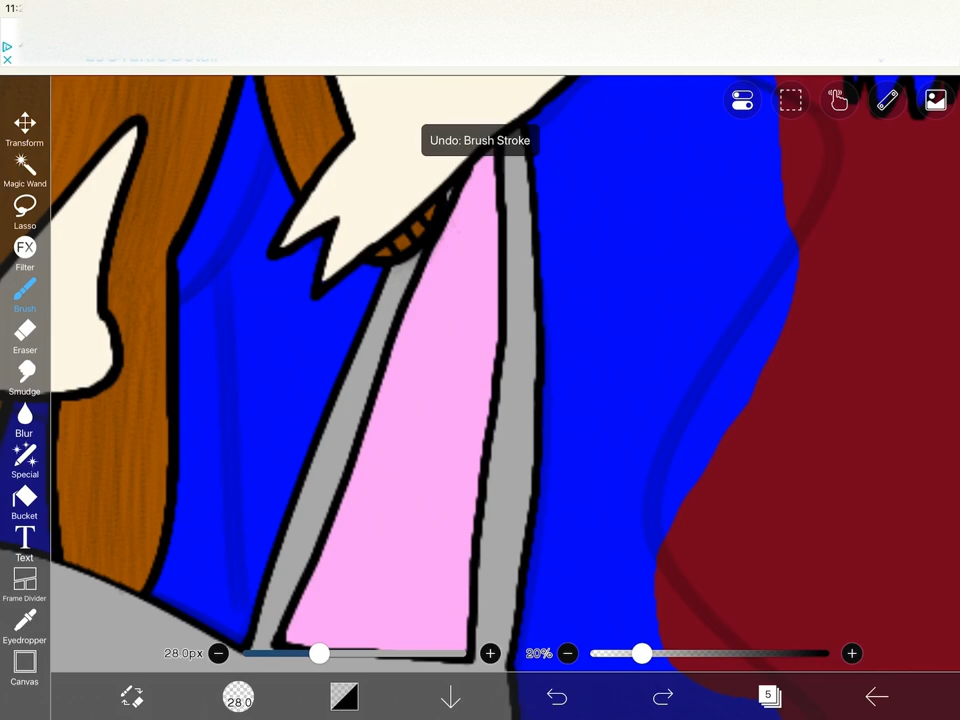 11:2
Transform
Magic Wand
Lasso
FX
Filter
Brush
Eraser
Smudge
Blur
Special
Bucket
T
Text
Frame Divider
Eyedropper
Canvas
Undo: Brush Stroke
28.0px
20%
28.0
5